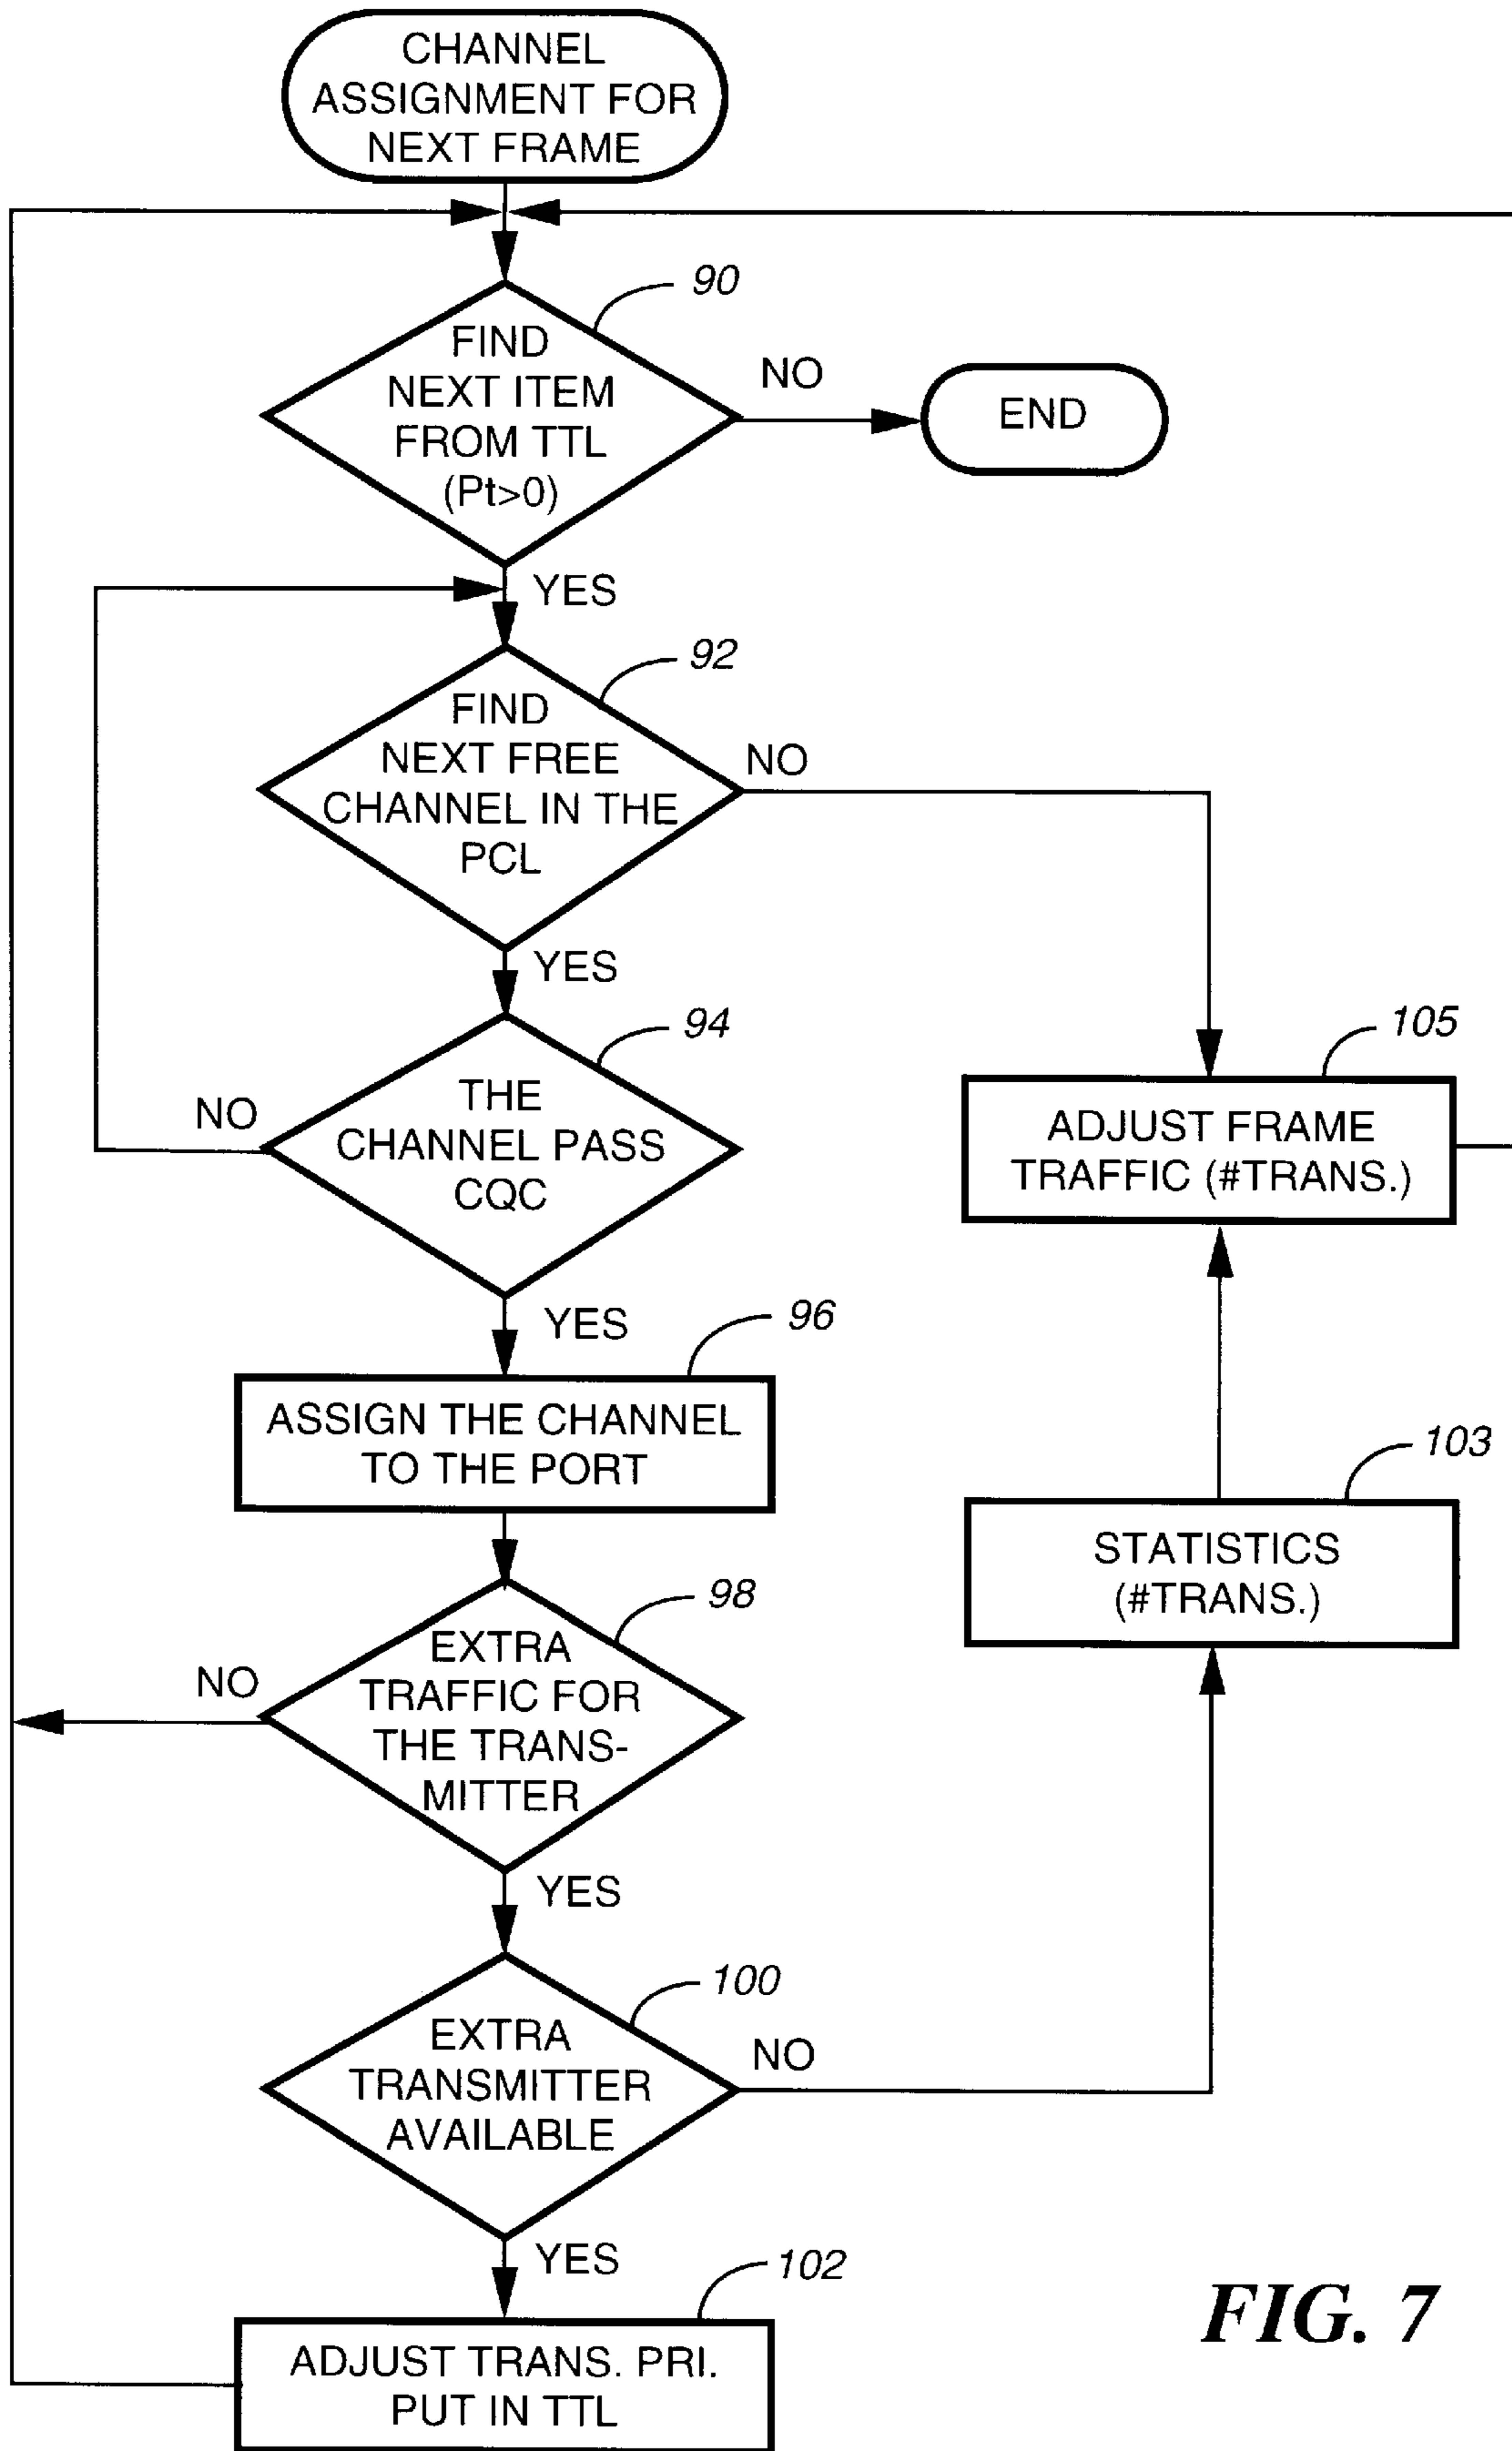 CHANNEL
ASSIGNMENT FOR
NEXT FRAME
90
FIND
NEXT ITEM
FROM TTL
(Pt>0)
NO
END
YES
92
FIND
NEXT FREE
CHANNEL IN THE
PCL
NO
YES
94
THE
CHANNEL PASS
CQC
NO
105
ADJUST FRAME
TRAFFIC (#TRANS.)
YES
96
ASSIGN THE CHANNEL
TO THE PORT
103
STATISTICS
(#TRANS.)
98
EXTRA
TRAFFIC FOR
THE TRANS-
MITTER
NO
YES
100
EXTRA
TRANSMITTER
AVAILABLE
NO
YES
102
ADJUST TRANS. PRI.
PUT IN TTL
FIG. 7